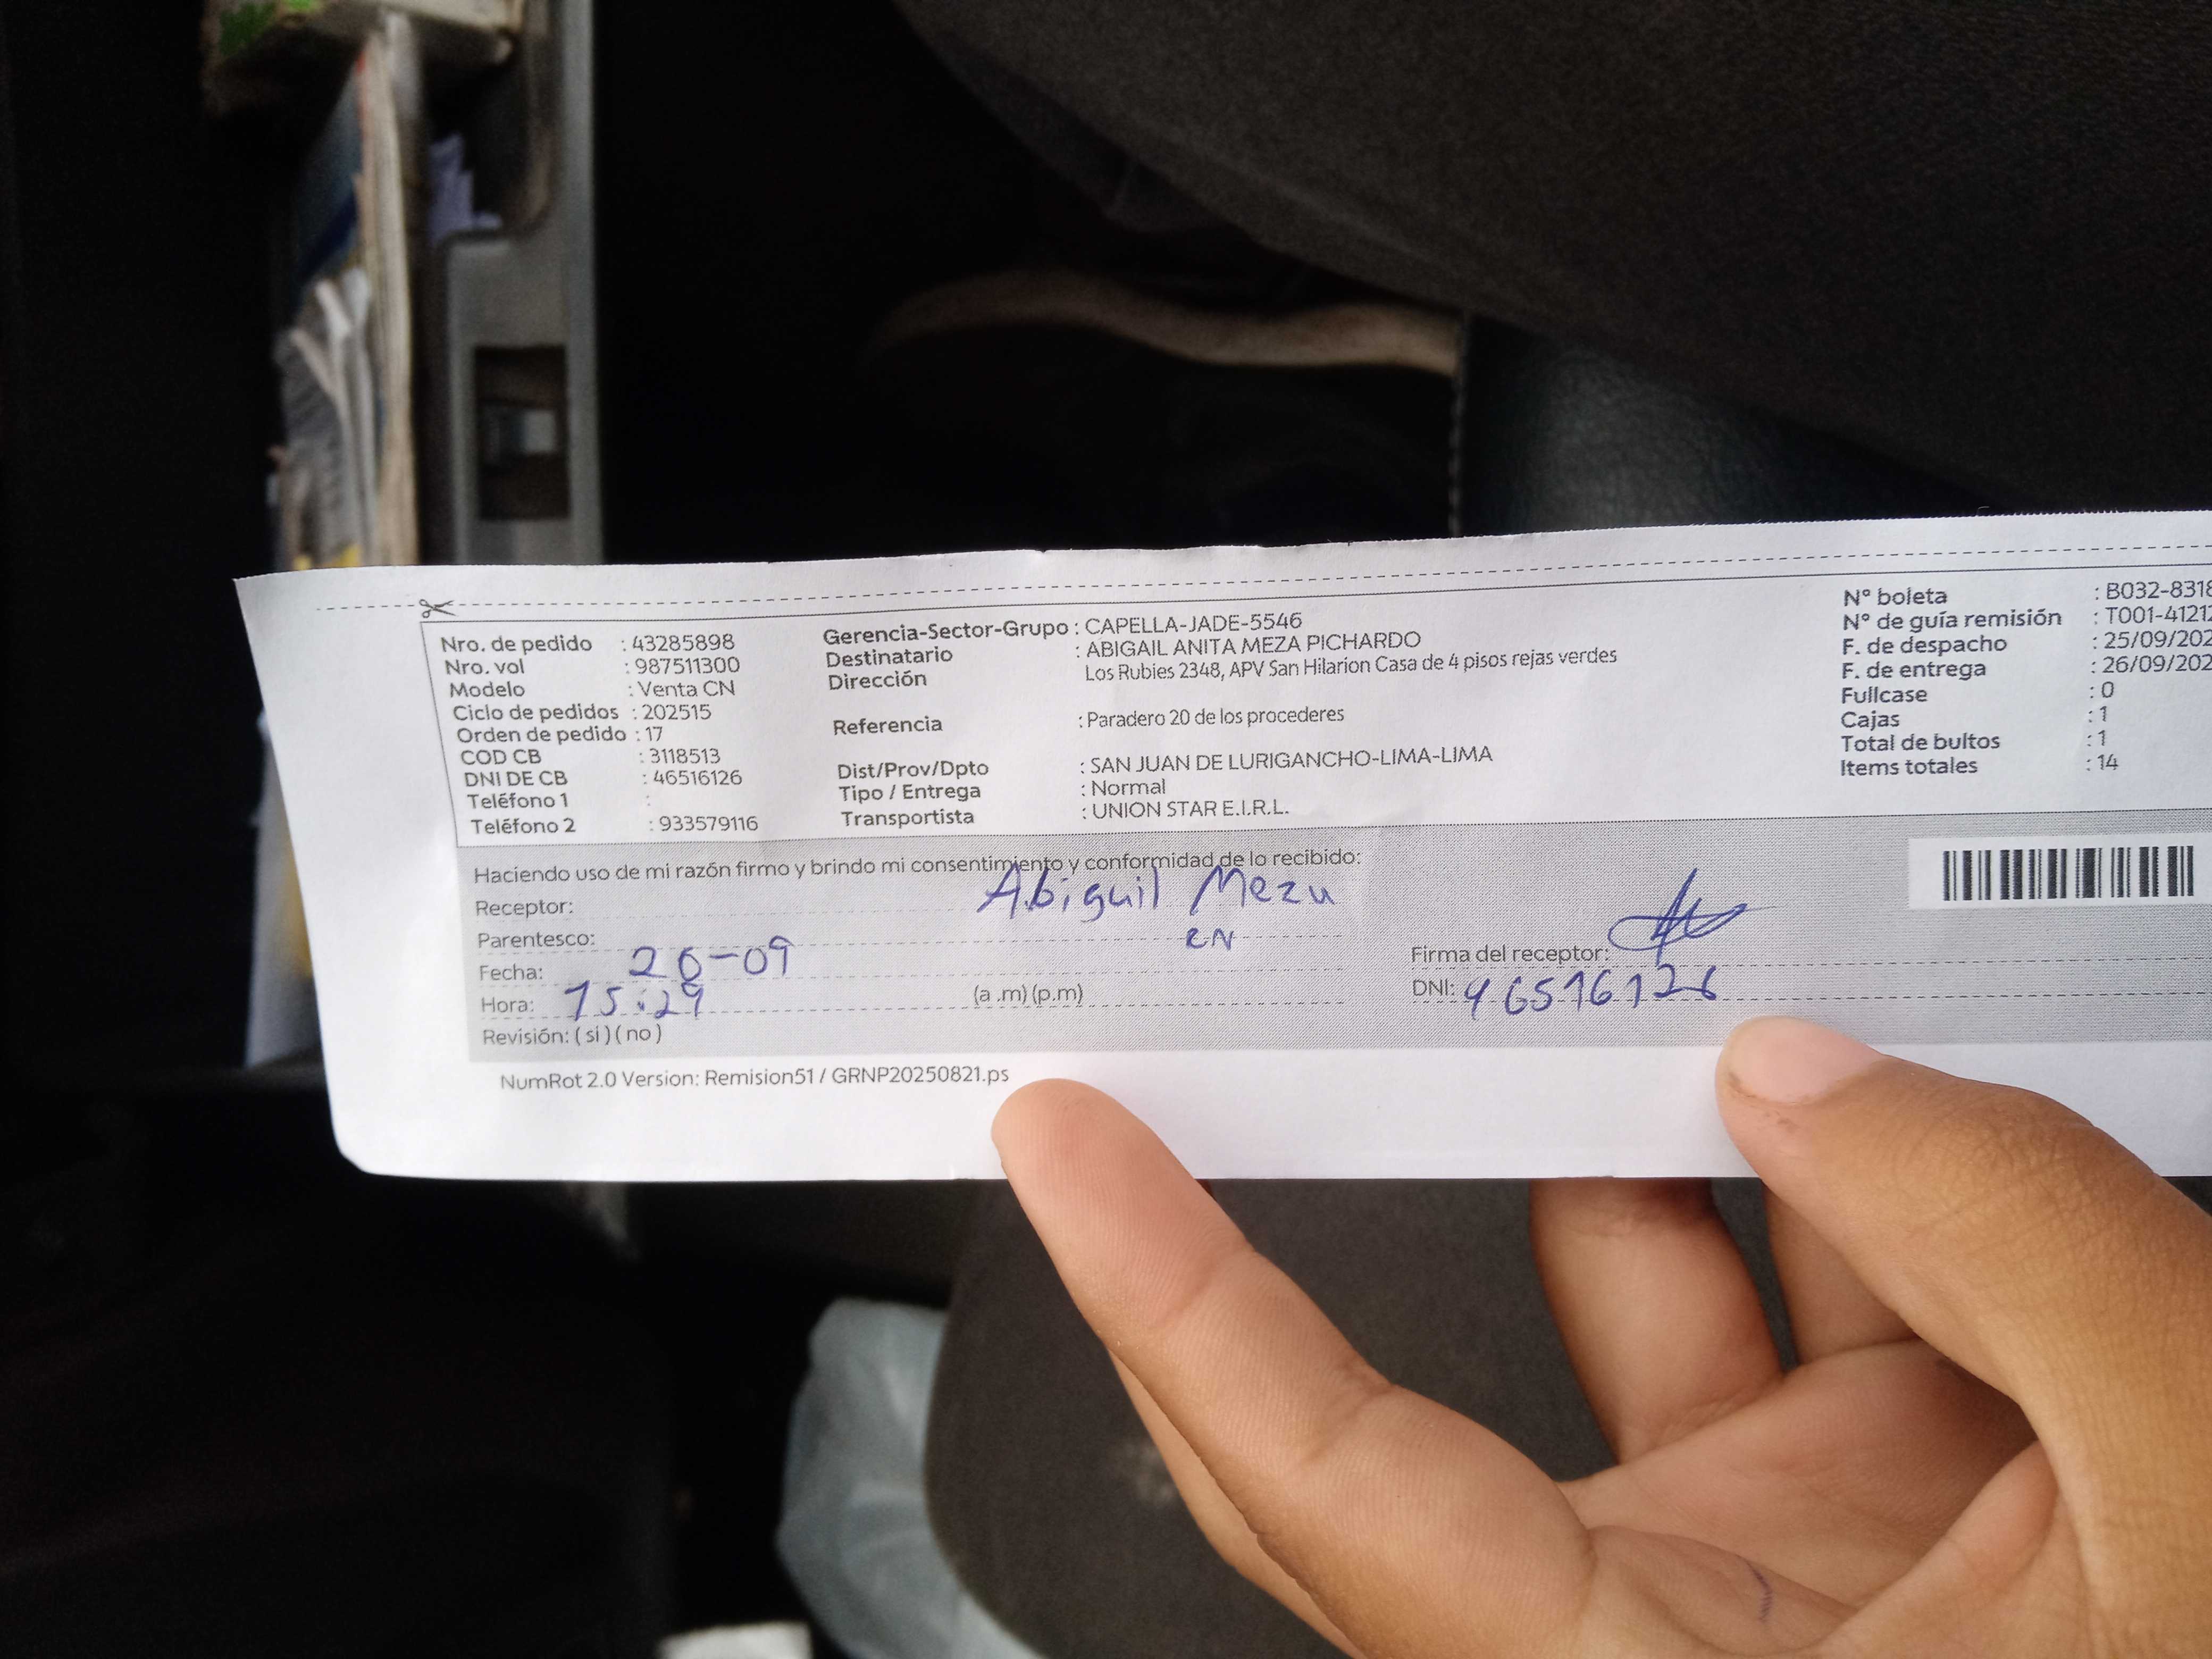 Nro. de pedido : 43285898
Nro. vol : 987511300
Modelo : Venta CN
Ciclo de pedidos : 202515
Orden de pedido : 17
COD CB : 3118513
DNI DE CB : 46516126
Teléfono 1 :
Teléfono 2 : 933579116
Gerencia-Sector-Grupo : CAPELLA-JADE-5546
Destinatario : ABIGAIL ANITA MEZA PICHARDO
Dirección Los Rubies 2348, APV San Hilarion Casa de 4 pisos rejas verdes
Referencia : Paradero 20 de los procederes
Dist/Prov/Dpto : SAN JUAN DE LURIGANCHO-LIMA-LIMA
Tipo / Entrega : Normal
Transportista : UNION STAR E.I.R.L.
Nº boleta : B032-8318
Nº de guía remisión : T001-41212
F. de despacho : 25/09/202
F. de entrega : 26/09/202
Fullcase : 0
Cajas : 1
Total de bultos : 1
Items totales : 14
Haciendo uso de mi razón firmo y brindo mi consentimiento y conformidad de lo recibido:
Receptor: Abiguil Mezu
Parentesco: RN
Fecha: 26-09
Hora: 15:29 (a .m) (p.m)
Revisión: ( si ) ( no )
Firma del receptor:
DNI: 46516126
NumRot 2.0 Version: Remision51 / GRNP20250821.ps